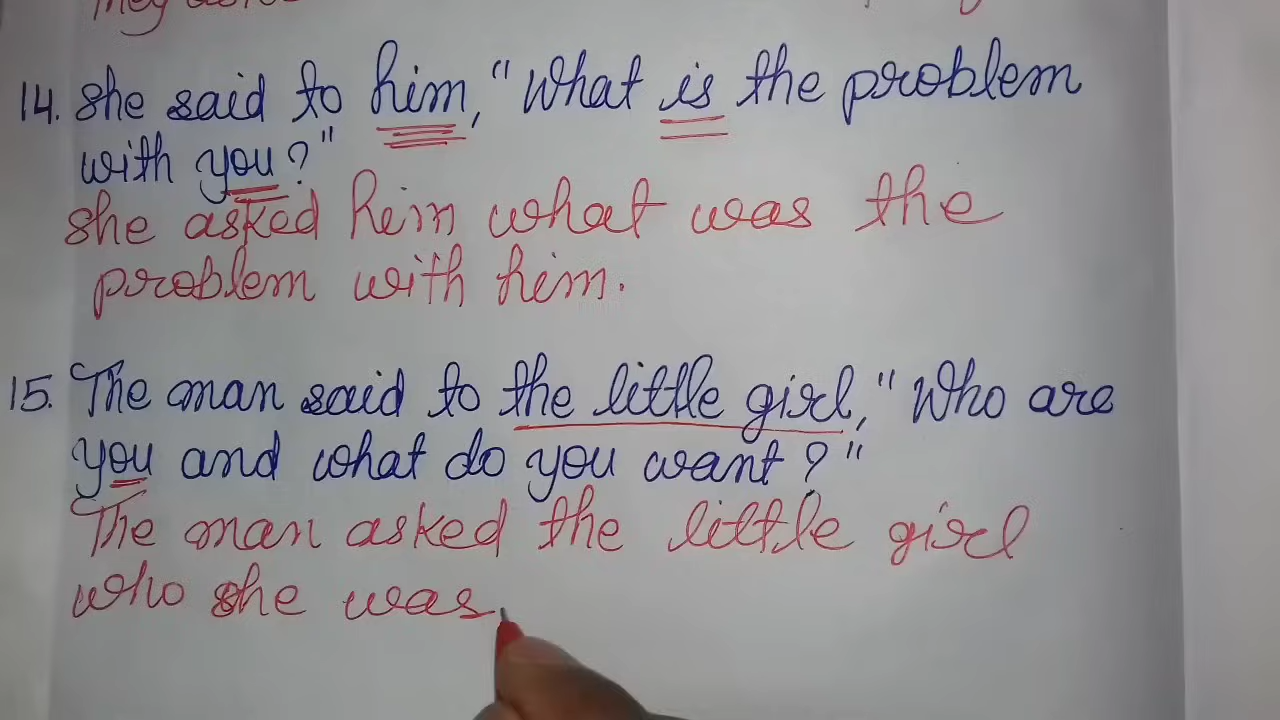 14. She said to him, "What is the problem
with you?"
She asked him what was the
problem with him.
15. The man said to the little girl, "Who are
you and what do you want?"
The man asked the little girl
who she was